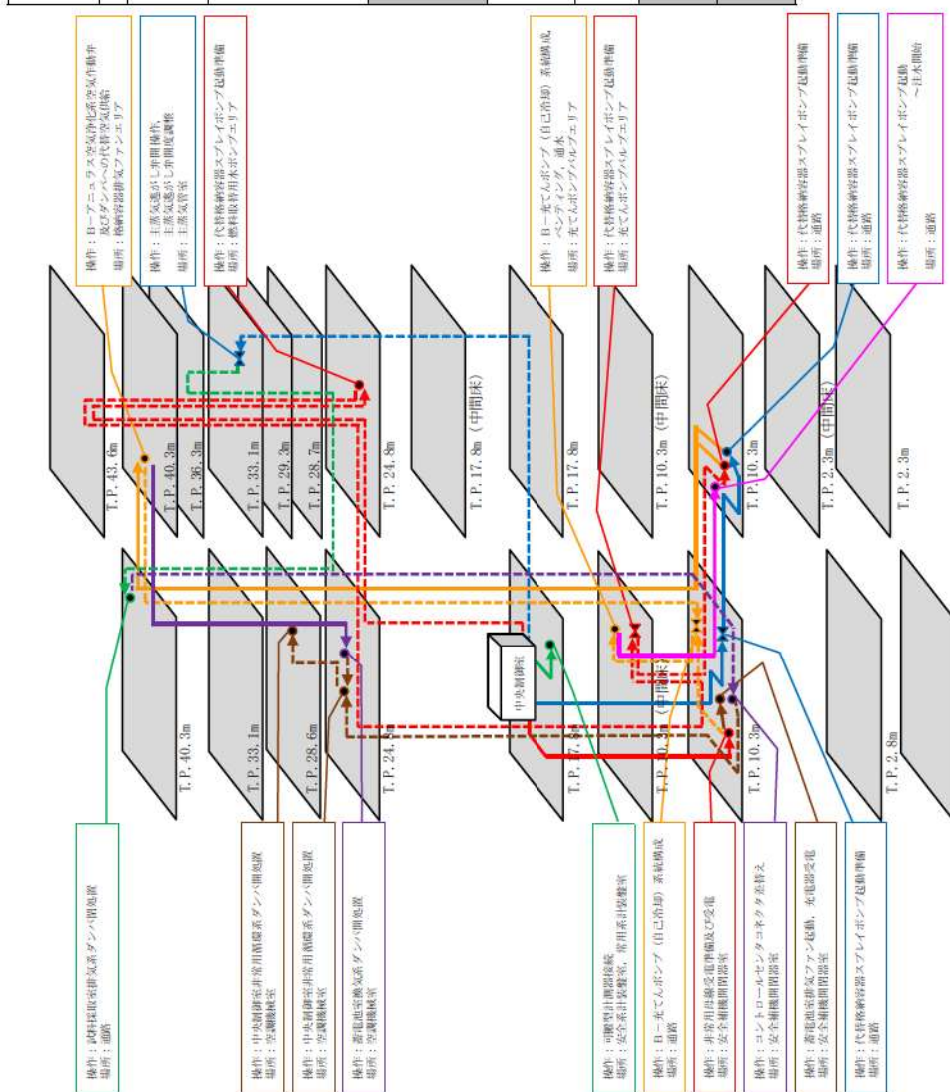 操作：B-アニュラス空気浄化系空気作動弁
及びダンパへの代替空気供給
場所：格納容器排気ファンエリア
操作：主蒸気逃がし弁開操作,
主蒸気逃がし弁開度調整
場所：主蒸気管室
操作：代替格納容器スプレイポンプ起動準備
場所：燃料取替用水ポンプエリア
操作：B-充てんポンプ（自己冷却）系統構成,
ベンティング, 通水
場所：充てんポンプバルブエリア
操作：代替格納容器スプレイポンプ起動準備
場所：充てんポンプバルブエリア
操作：代替格納容器スプレイポンプ起動準備
場所：通路
操作：代替格納容器スプレイポンプ起動準備
場所：通路
操作：代替格納容器スプレイポンプ起動
～注水開始
場所：通路
T.P.43.6m
T.P.40.3m
T.P.36.3m
T.P.33.1m
T.P.29.3m
T.P.28.7m
T.P.24.8m
T.P.17.8m（中間床）
T.P.17.8m
T.P.10.3m（中間床）
T.P.10.3m
T.P.2.3m（中間床）
T.P.2.3m
T.P.40.3m
T.P.33.1m
T.P.28.6m
T.P.24.8m
中央制御室
T.P.17.8m
T.P.10.3m（中間床）
T.P.10.3m
T.P.2.8m
操作：試料採取室排気系ダンパ閉処置
場所：通路
操作：中央制御室非常用循環系ダンパ開処置
場所：空調機械室
操作：中央制御室非常用循環系ダンパ開処置
場所：空調機械室
操作：蓄電池室換気系ダンパ開処置
場所：空調機械室
操作：可搬型計測器接続
場所：安全系計装盤室, 常用系計装盤室
操作：B-充てんポンプ（自己冷却）系統構成
場所：通路
操作：非常用母線受電準備及び受電
場所：安全補機開閉器室
操作：コントロールセンタコネクタ差替え
場所：安全補機開閉器室
操作：蓄電池室排気ファン起動, 充電器受電
場所：安全補機開閉器室
操作：代替格納容器スプレイポンプ起動準備
場所：通路